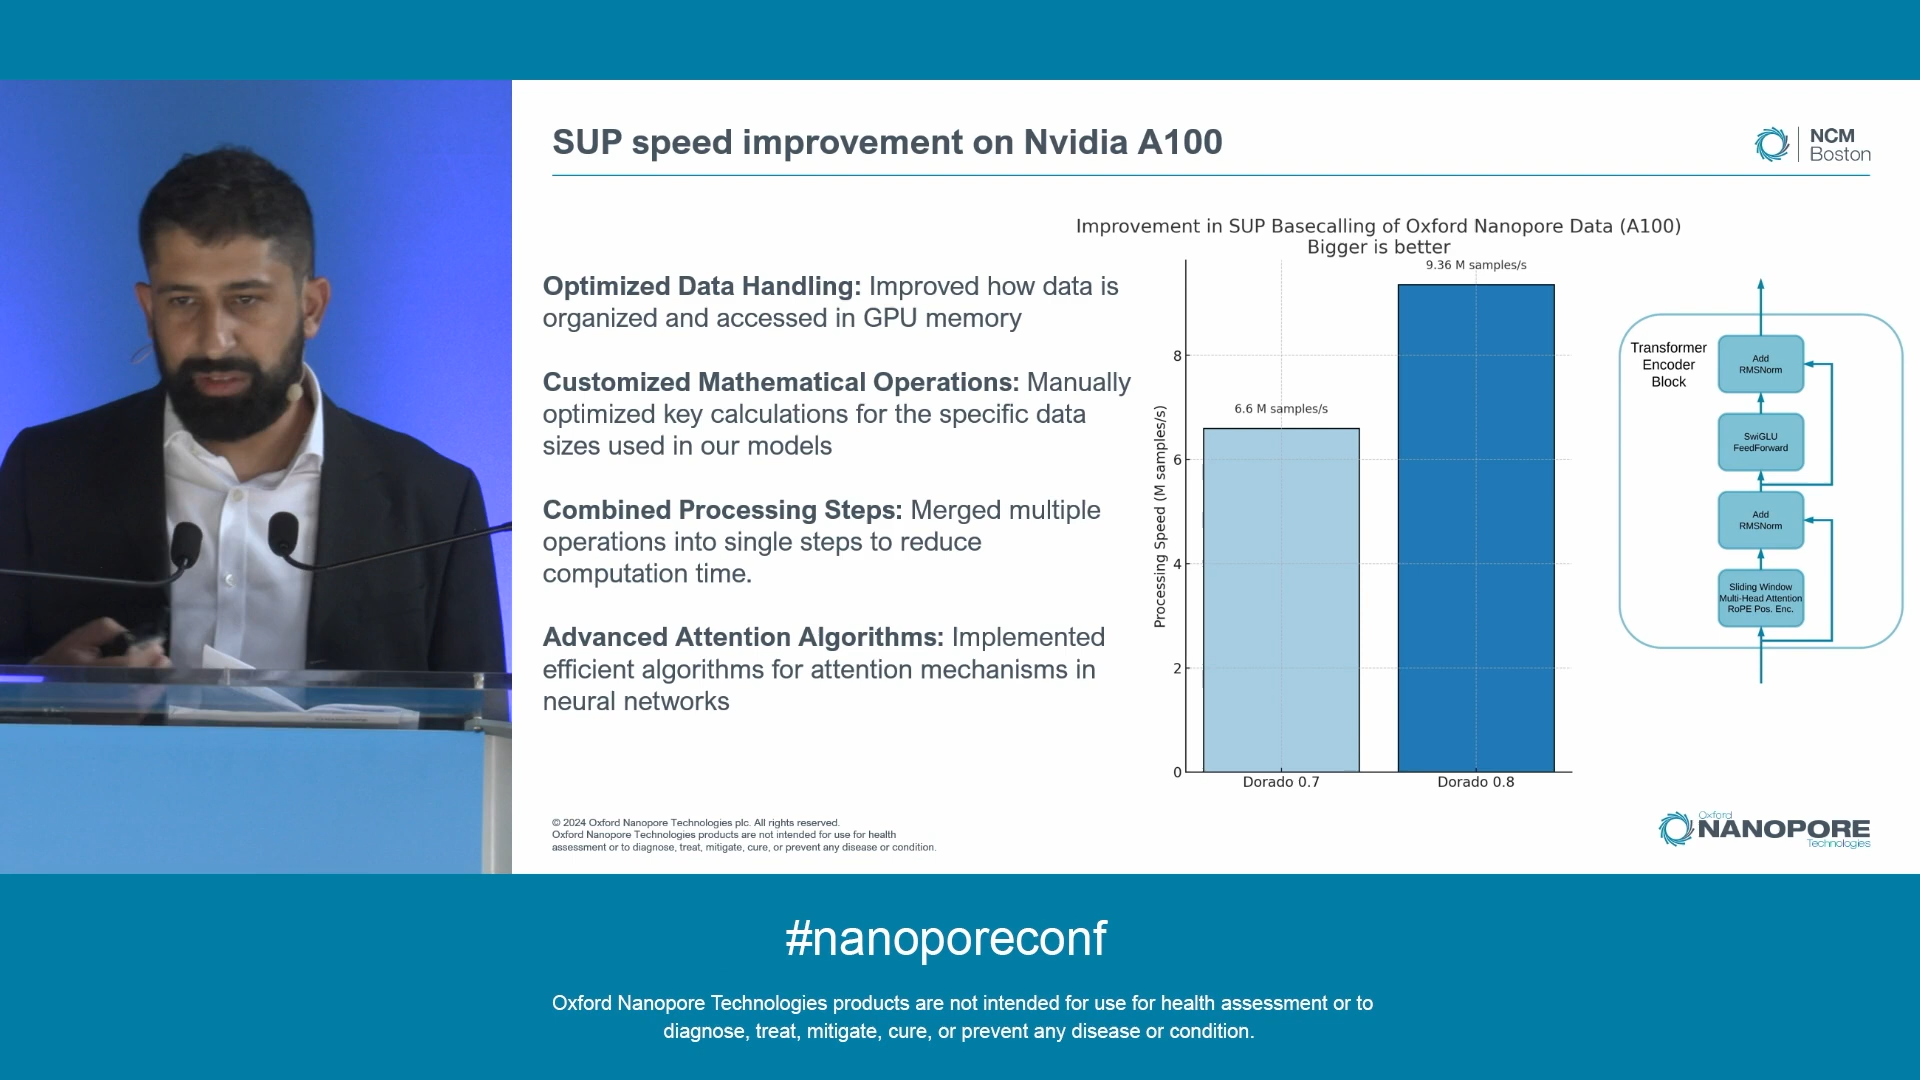 SUP speed improvement on Nvidia A100
NCM
Boston
Optimized Data Handling: Improved how data is
organized and accessed in GPU memory
Customized Mathematical Operations: Manually
optimized key calculations for the specific data
sizes used in our models
Combined Processing Steps: Merged multiple
operations into single steps to reduce
computation time.
Advanced Attention Algorithms: Implemented
efficient algorithms for attention mechanisms in
neural networks
Improvement in SUP Basecalling of Oxford Nanopore Data (A100)
Bigger is better
9.36 M samples/s
6.6 M samples/s
Processing Speed (M samples/s)
8
6
4
2
0
Dorado 0.7
Dorado 0.8
Transformer
Encoder
Block
Add
RMSNorm
SwiGLU
FeedForward
Add
RMSNorm
Sliding Window
Multi-Head Attention
RoPE Pos. Enc.
© 2024 Oxford Nanopore Technologies plc. All rights reserved.
Oxford Nanopore Technologies products are not intended for use for health
assessment or to diagnose, treat, mitigate, cure, or prevent any disease or condition.
Oxford
NANOPORE
Technologies
#nanoporeconf
Oxford Nanopore Technologies products are not intended for use for health assessment or to
diagnose, treat, mitigate, cure, or prevent any disease or condition.